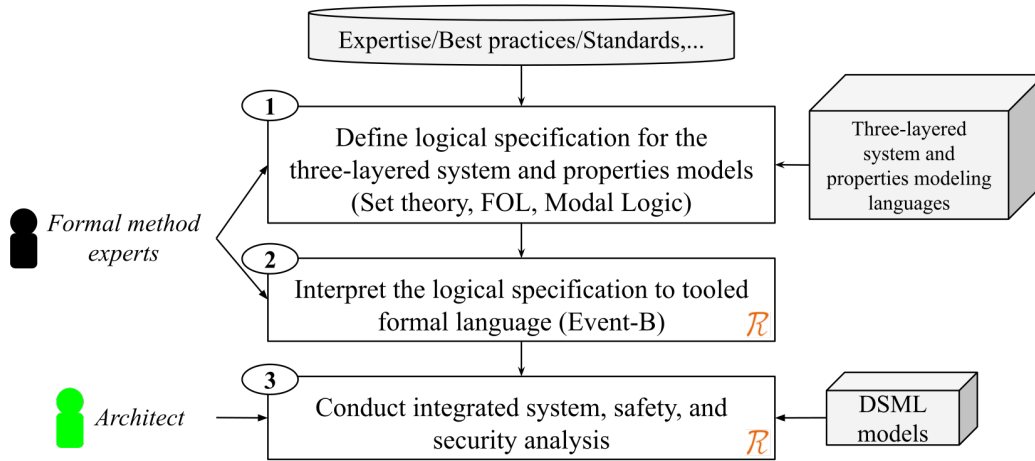 Expertise/Best practices/Standards,...
1
Define logical specification for the
three-layered system and properties models
(Set theory, FOL, Modal Logic)
Three-layered
system and
properties modeling
languages
Formal method
experts
2
Interpret the logical specification to tooled
formal language (Event-B)
R
3
Architect
Conduct integrated system, safety, and
security analysis
R
DSML
models